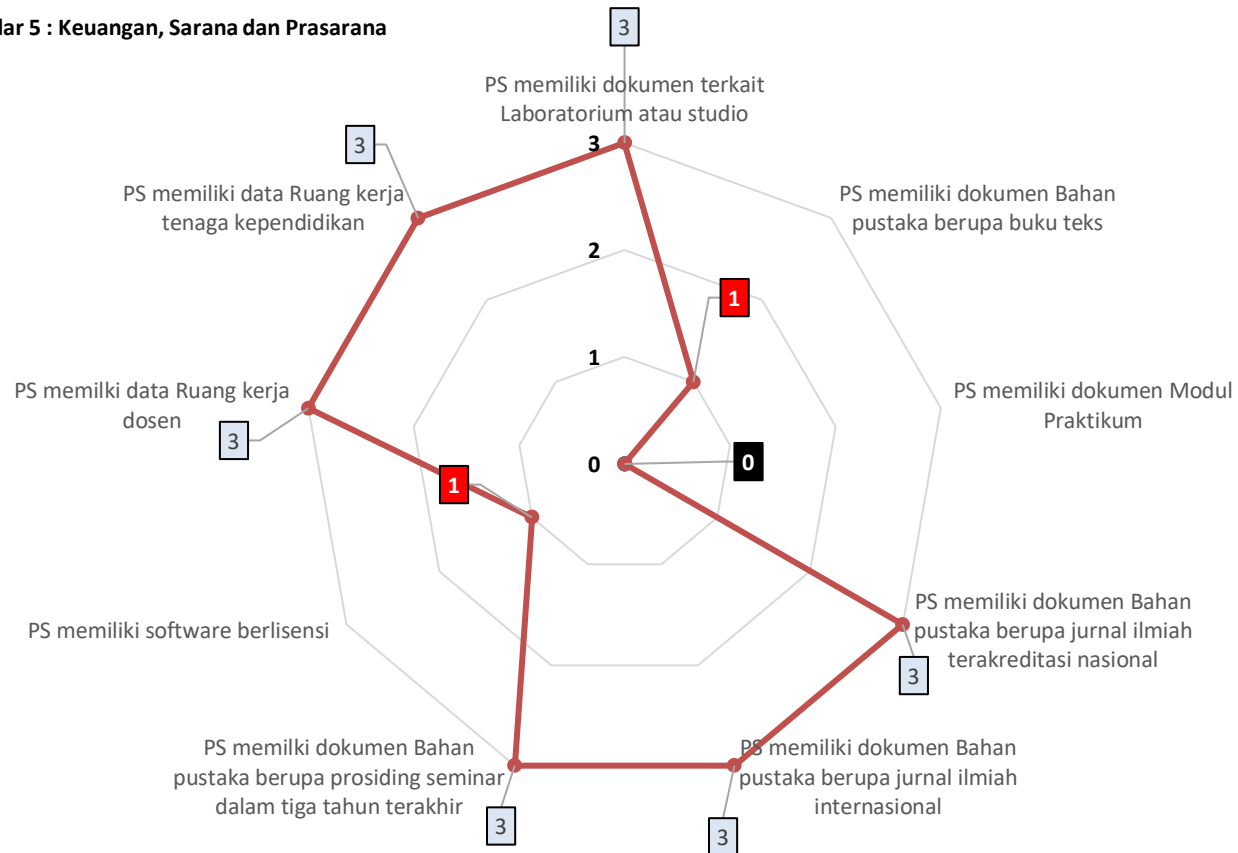 lar 5 : Keuangan, Sarana dan Prasarana
3
PS memiliki dokumen terkait
Laboratorium atau studio
3
PS memiliki data Ruang kerja
tenaga kependidikan
3
PS memiliki dokumen Bahan
pustaka berupa buku teks
2
1
1
PS memilki data Ruang kerja
dosen
3
PS memiliki dokumen Modul
Praktikum
0
0
1
PS memiliki software berlisensi
PS memiliki dokumen Bahan
pustaka berupa jurnal ilmiah
terakreditasi nasional
3
PS memilki dokumen Bahan
pustaka berupa prosiding seminar
dalam tiga tahun terakhir
3
PS memiliki dokumen Bahan
pustaka berupa jurnal ilmiah
internasional
3